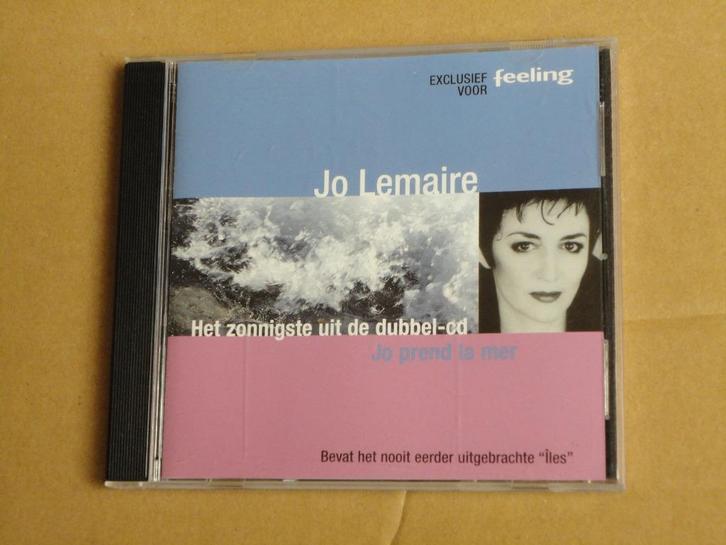 EXCLUSIEF feeling
VOOR
Jo Lemaire
Het zonnigste uit de dubbel-cd
Jo prend la mer
Bevat het nooit eerder uitgebrachte "Îles"